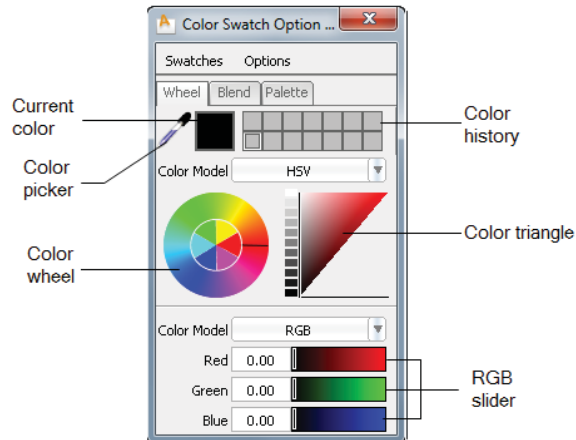 Color Swatch Option ...
Swatches Options
Wheel Blend Palette
Current
color
Color
history
Color
picker
Color Model HSV
Color triangle
Color
wheel
Color Model RGB
Red 0.00
Green 0.00
Blue 0.00
RGB
slider